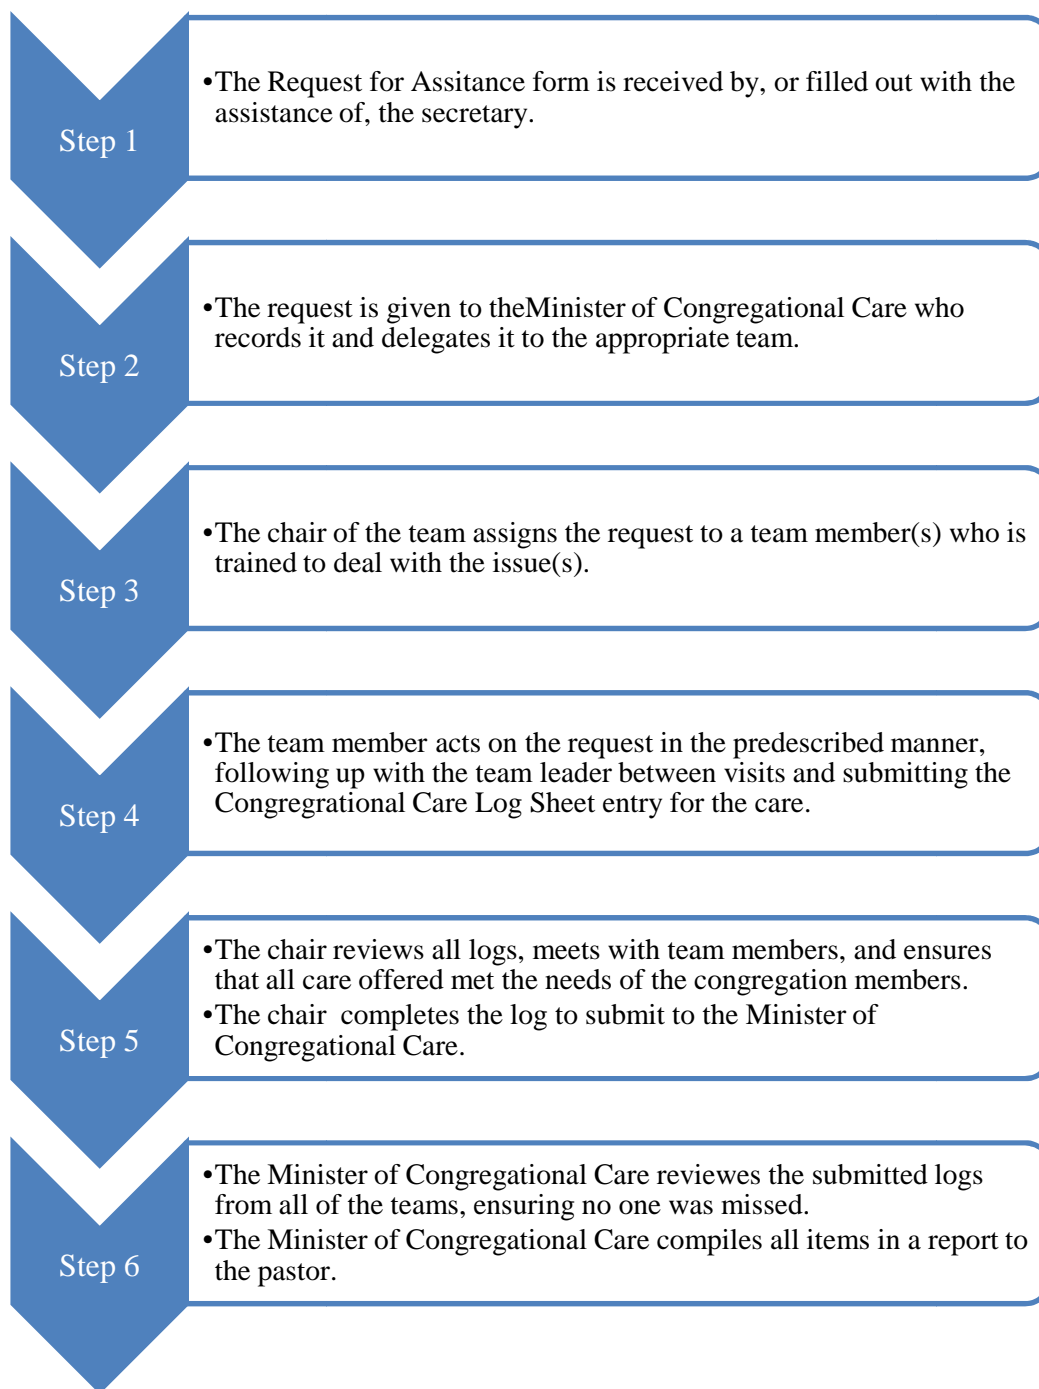 Step 1
•The Request for Assitance form is received by, or filled out with the
assistance of, the secretary.
Step 2
•The request is given to theMinister of Congregational Care who
records it and delegates it to the appropriate team.
Step 3
•The chair of the team assigns the request to a team member(s) who is
trained to deal with the issue(s).
Step 4
•The team member acts on the request in the predescribed manner,
following up with the team leader between visits and submitting the
Congregrational Care Log Sheet entry for the care.
Step 5
•The chair reviews all logs, meets with team members, and ensures
that all care offered met the needs of the congregation members.
•The chair  completes the log to submit to the Minister of
Congregational Care.
Step 6
•The Minister of Congregational Care reviewes the submitted logs
from all of the teams, ensuring no one was missed.
•The Minister of Congregational Care compiles all items in a report to
the pastor.